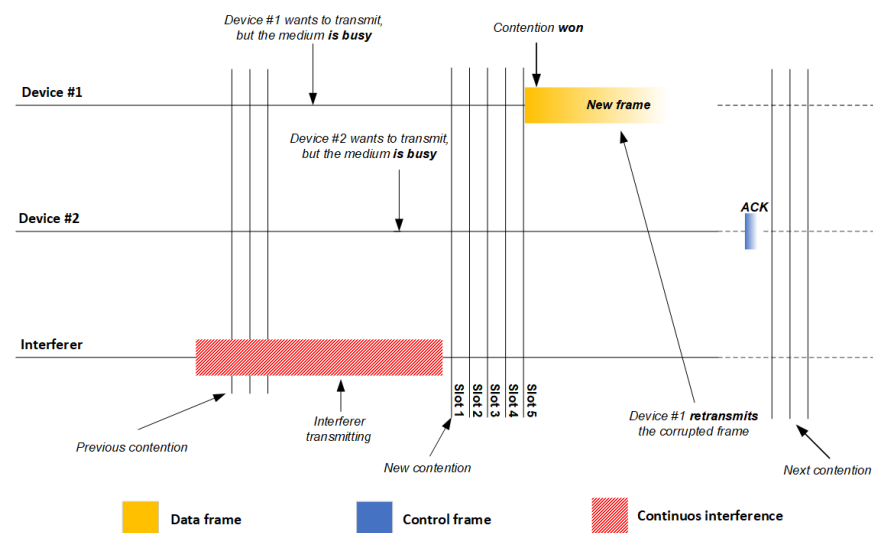 Device #1 wants to transmit,
but the medium is busy
Contention won
Device #1
New frame
Device #2 wants to transmit,
but the medium is busy
Device #2
ACK
Interferer
Slot 1
Slot 2
Slot 3
Slot 4
Slot 5
Previous contention
Interferer
transmitting
New contention
Device #1 retransmits
the corrupted frame
Next contention
Data frame
Control frame
Continuos interference